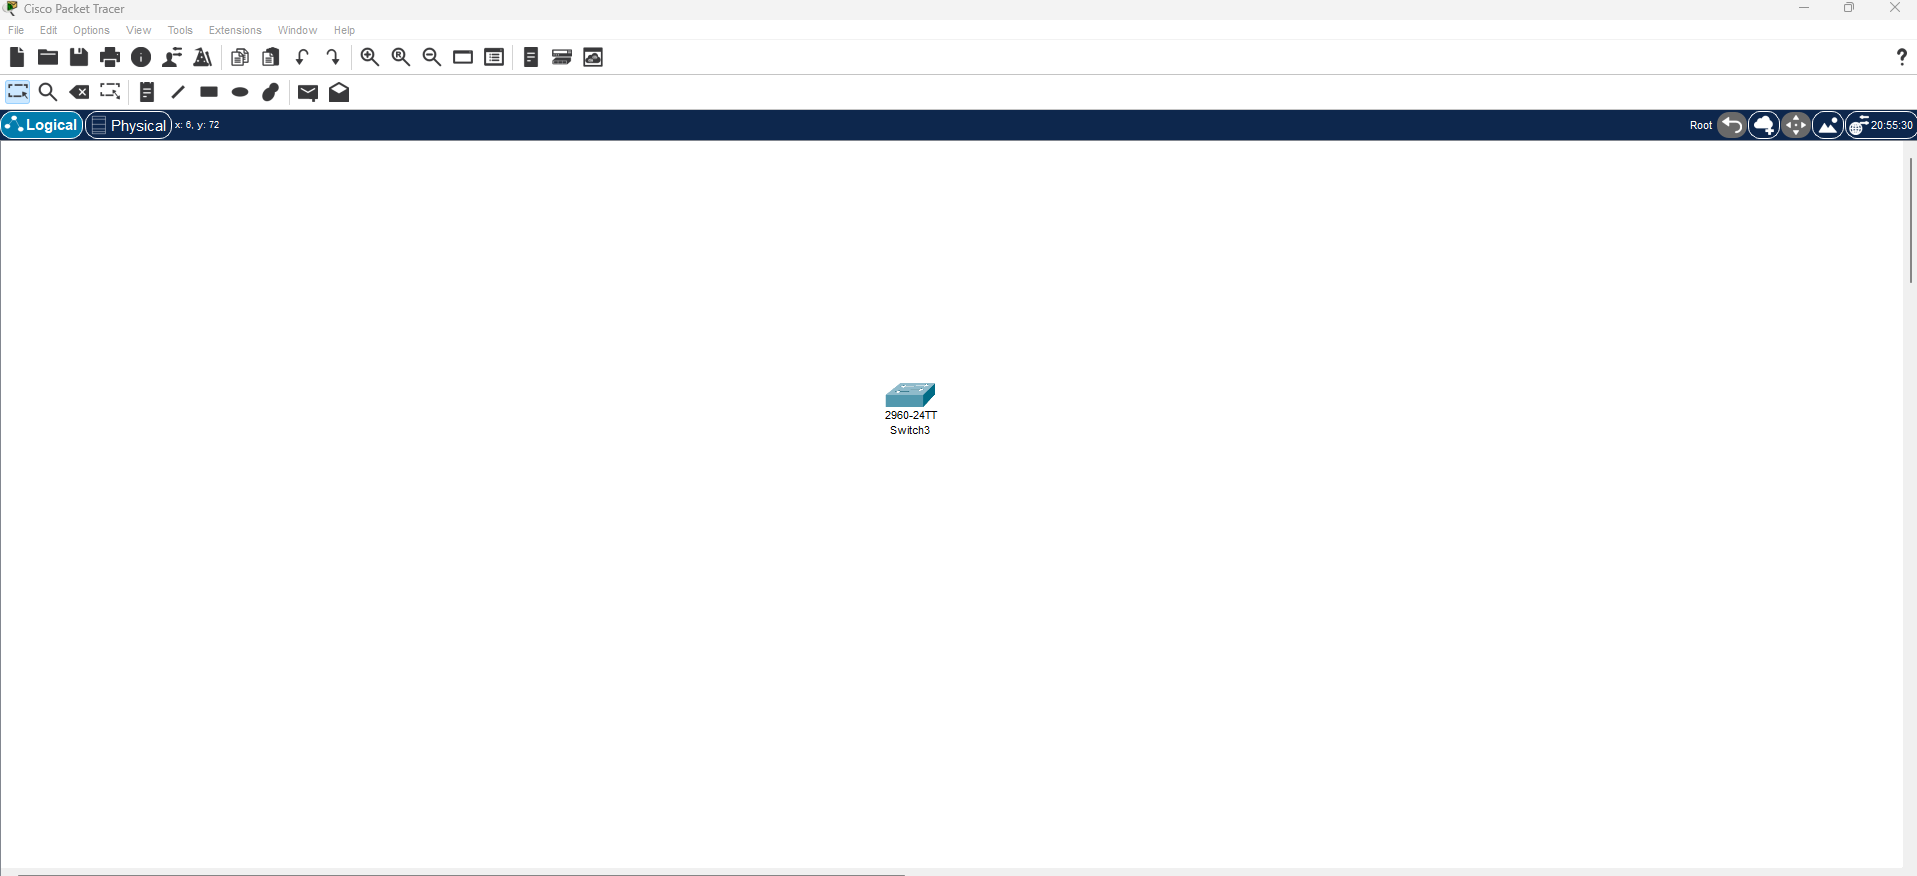 Cisco Packet Tracer
File Edit Options View Tools Extensions Window Help
Logical Physical x: 6, y: 72 Root 20:55:30
2960-24TT
Switch3